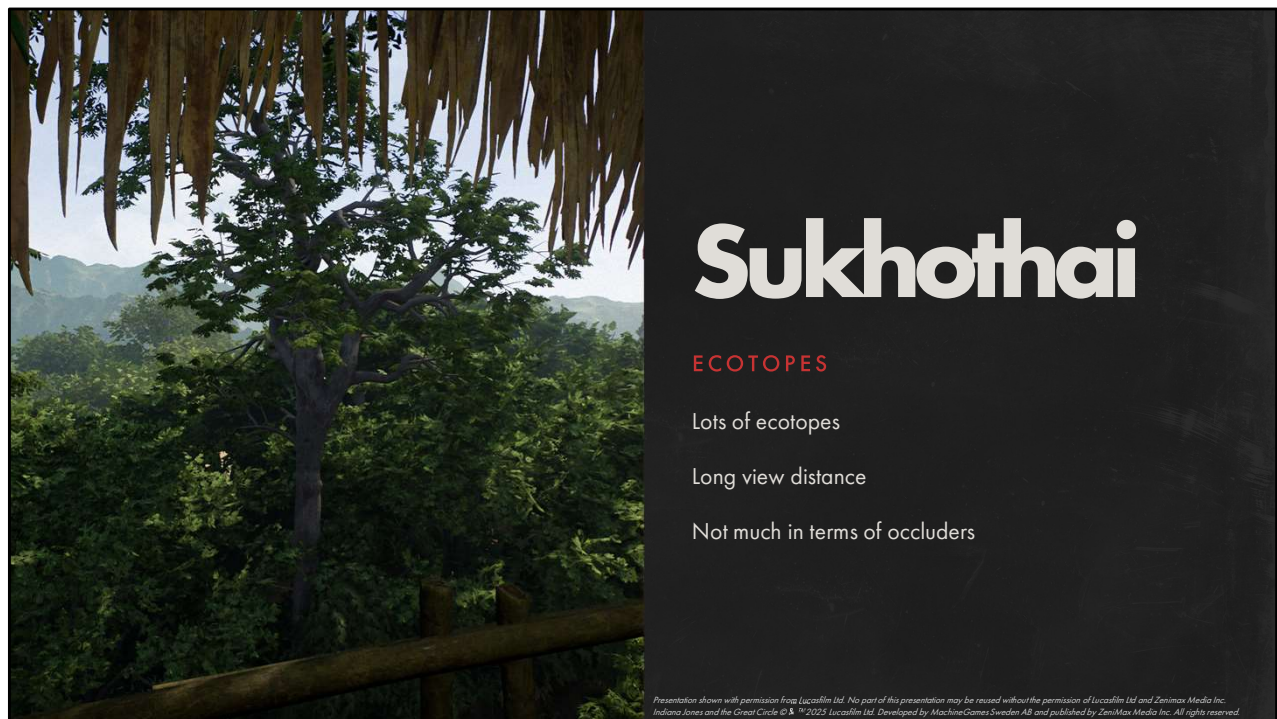 Sukhothai
ECOTOPES
Lots of ecotopes
Long view distance
Not much in terms of occluders
Presentation shown with permission from Lucasfilm Ltd. No part of this presentation may be reused without the permission of Lucasfilm Ltd and Zenimax Media Inc.
Indiana Jones and the Great Circle © & ™ 2025 Lucasfilm Ltd. Developed by MachineGames Sweden AB and published by ZeniMax Media Inc. All rights reserved.